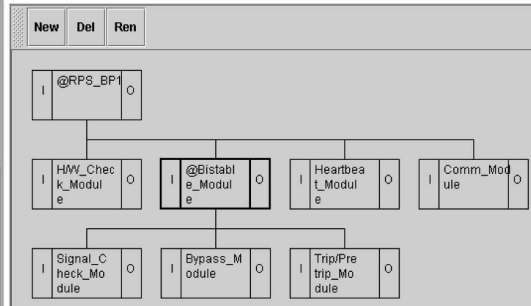 New Del Ren
I @RPS_BP1 O
I H/W_Chec O
k_Modul
e
I @Bistabl O
e_Modul
e
I Heartbea O
t_Modul
e
I Comm_Mod O
ule
I Signal_C O
heck_Mo
dule
I Bypass_M O
odule
I Trip/Pre O
trip_Mo
dule